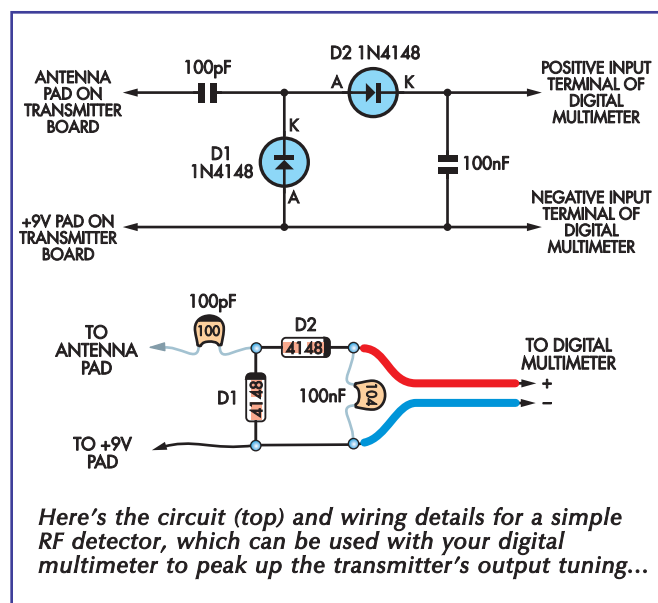 D2 1N4148
100pF
ANTENNA
PAD ON
TRANSMITTER
BOARD
A
K
POSITIVE INPUT
TERMINAL OF
DIGITAL
MULTIMETER
K
D1
1N4148
A
100nF
+9V PAD ON
TRANSMITTER
BOARD
NEGATIVE INPUT
TERMINAL OF
DIGITAL
MULTIMETER
100pF
100
TO
ANTENNA
PAD
D2
4148
D1
4148
100nF
104
TO DIGITAL
MULTIMETER
+
–
TO +9V
PAD
Here's the circuit (top) and wiring details for a simple
RF detector, which can be used with your digital
multimeter to peak up the transmitter's output tuning...